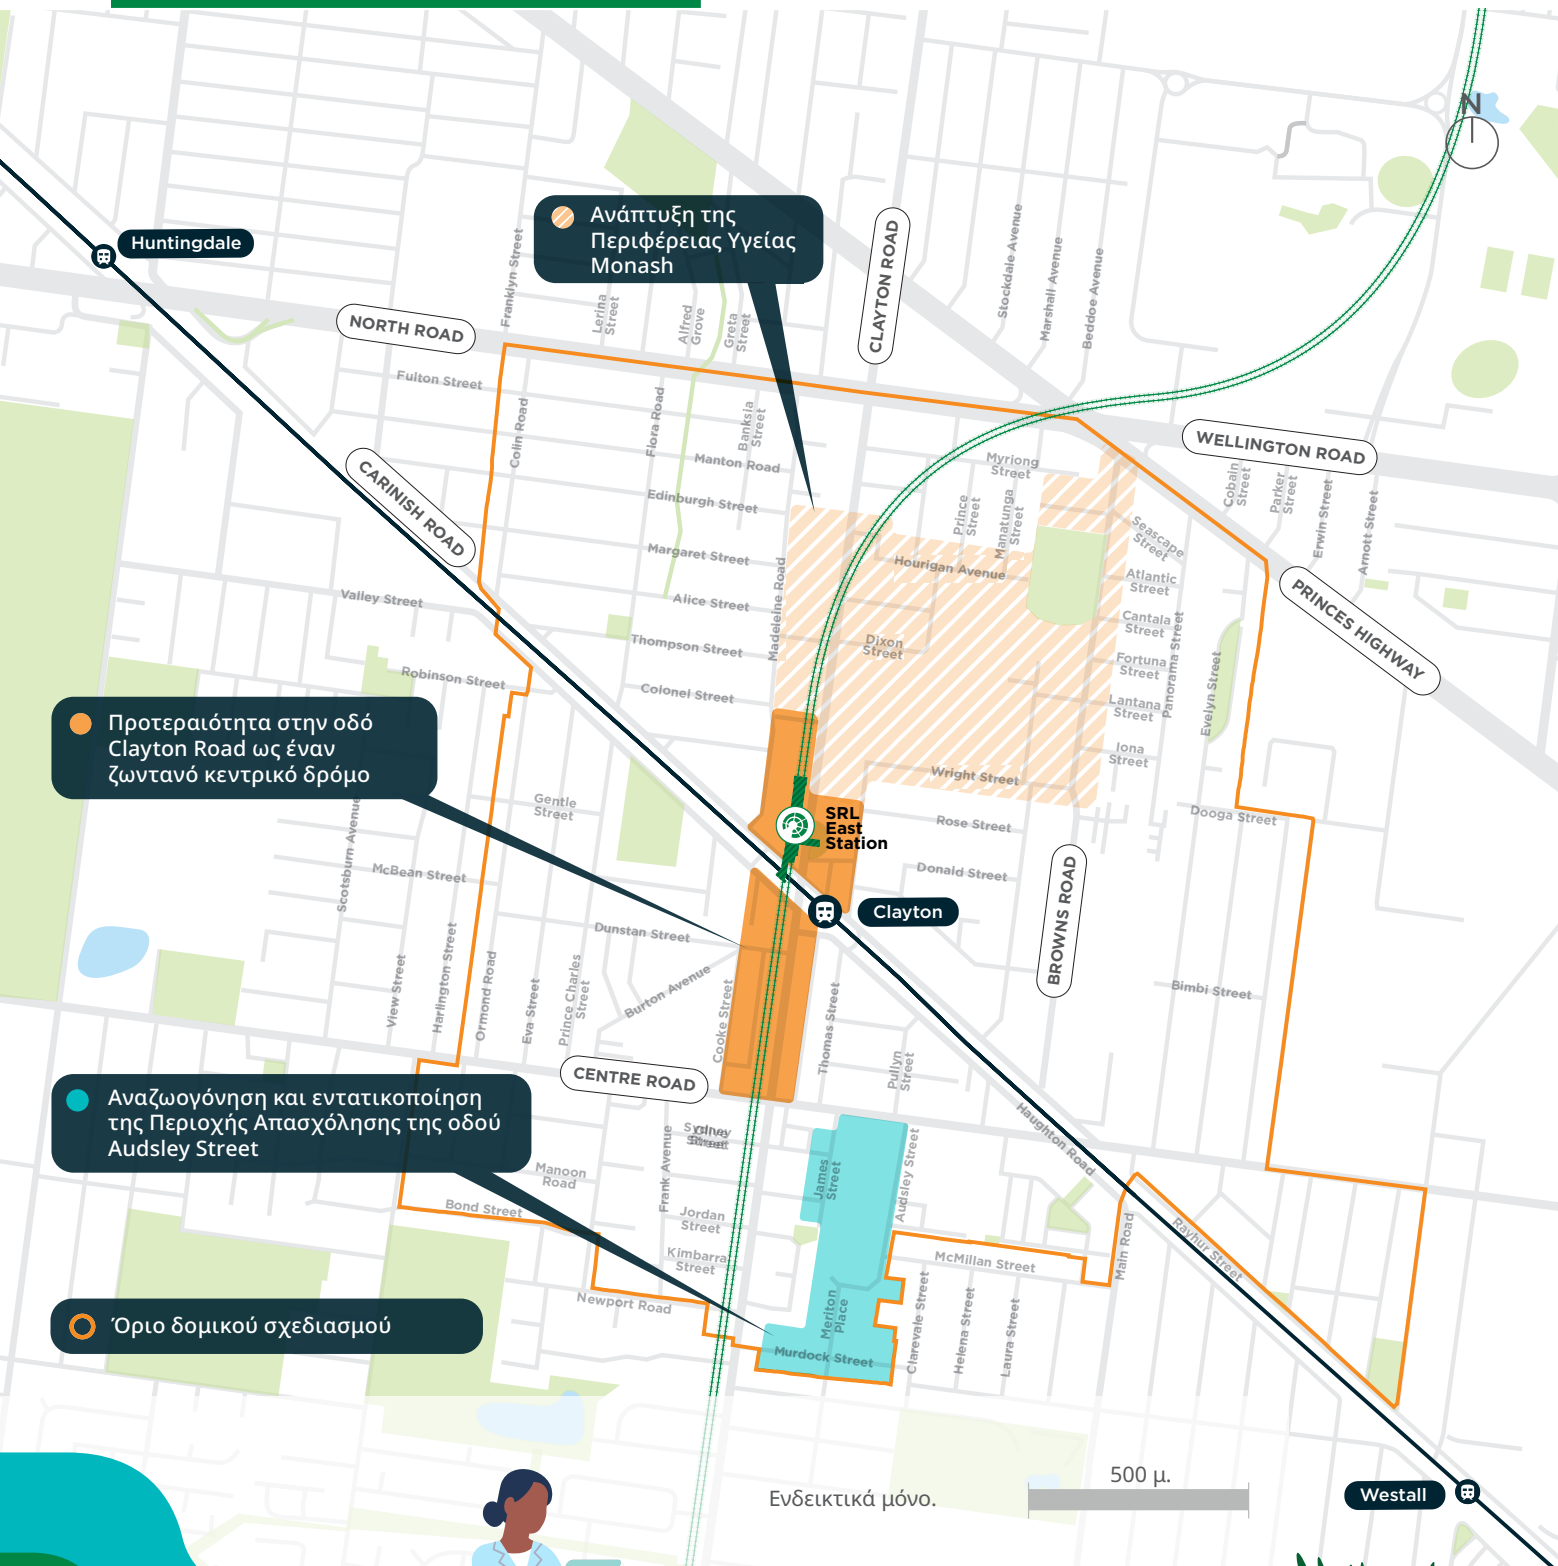 N
Huntingdale
Ανάπτυξη της
Περιφέρειας Υγείας
Monash
CLAYTON ROAD
Stockdale Avenue
Marshall Avenue
Beddoe Avenue
Franklyn Street
Lerina
Street
Alfred
Grove
Greta
Street
NORTH ROAD
Fulton Street
Colin Road
Flora Road
Banksia
Street
Manton Road
Edinburgh Street
Myriong
Street
WELLINGTON ROAD
Cobain
Street
Parker
Street
Erwin Street
Arnott Street
CARINISH ROAD
Prince
Street
Manatunga
Street
Seascape
Street
Margaret Street
Hourigan Avenue
Atlantic
Street
Valley Street
Alice Street
Madeleine Road
PRINCES HIGHWAY
Cantala
Street
Thompson Street
Dixon
Street
Panorama Street
Fortuna
Street
Evelyn Street
Robinson Street
Colonel Street
Lantana
Street
Προτεραιότητα στην οδό
Clayton Road ως έναν
ζωντανό κεντρικό δρόμο
Iona
Street
Wright Street
Gentle
Street
SRL
East
Station
Rose Street
Dooga Street
Scotsburn Avenue
McBean Street
Donald Street
BROWNS ROAD
Clayton
Dunstan Street
Burton Avenue
View Street
Harlington Street
Ormond Road
Eva Street
Prince Charles
Street
Cooke Street
Thomas Street
Bimbi Street
Pullyn
Street
CENTRE ROAD
Αναζωογόνηση και εντατικοποίηση
της Περιοχής Απασχόλησης της οδού
Audsley Street
Haughton Road
Sydney
Street
Olive
Street
Frank Avenue
James
Street
Audsley Street
Manoon
Road
Bond Street
Jordan
Street
Kimbarra
Street
Main Road
Rayhur Street
McMillan Street
Newport Road
Meriton
Place
Clarevale Street
Helena Street
Laura Street
Όριο δομικού σχεδιασμού
Murdock Street
500 μ.
Ενδεικτικά μόνο.
Westall